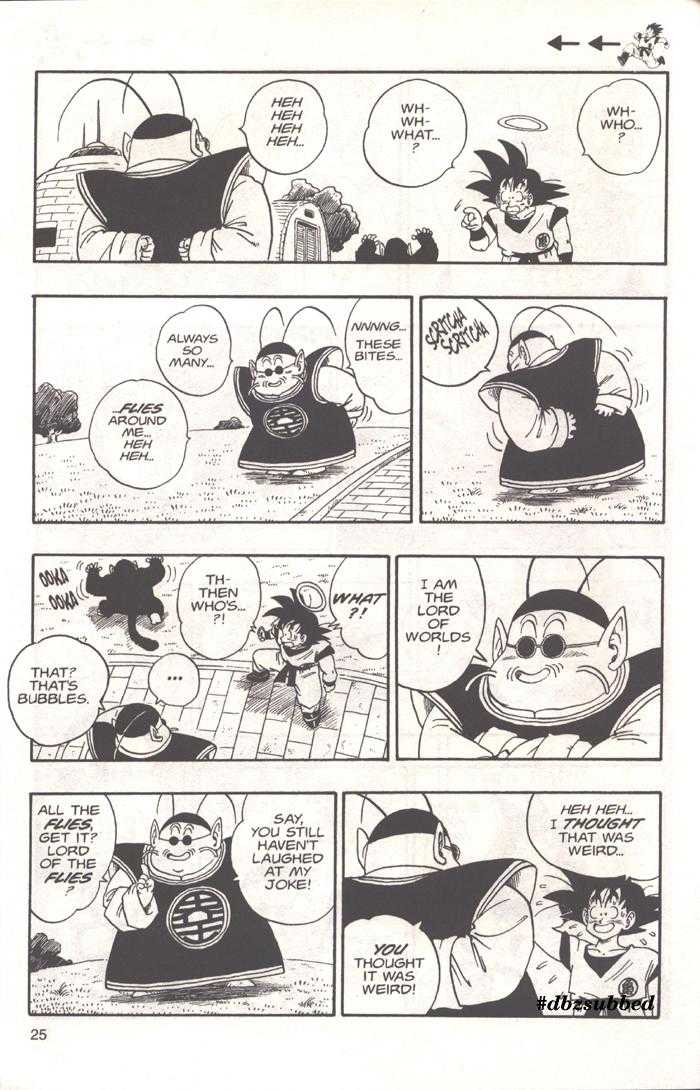 WH-
WHO...
?
WH-
WH-
WHAT...
?
HEH
HEH
HEH
HEH...
SCRITCHA
SCRITCHA
NNNNG...
THESE
BITES...
ALWAYS
SO
MANY...
...FLIES
AROUND
ME...
HEH
HEH...
I AM
THE
LORD
OF
WORLDS
!
WHAT
?!
TH-
THEN
WHO'S...
?!
OOKA
OOKA
...
THAT?
THAT'S
BUBBLES.
HEH HEH...
I THOUGHT
THAT WAS
WEIRD...
YOU
THOUGHT
IT WAS
WEIRD!
SAY,
YOU STILL
HAVEN'T
LAUGHED
AT MY
JOKE!
ALL THE
FLIES,
GET IT?
LORD
OF THE
FLIES
?
#dbzsubbed
25